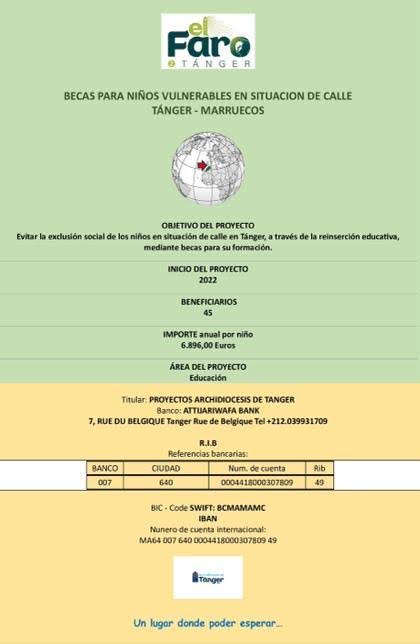 el
Faro
DE TÁNGER
BECAS PARA NIÑOS VULNERABLES EN SITUACION DE CALLE
TÁNGER - MARRUECOS
OBJETIVO DEL PROYECTO
Evitar la exclusión social de los niños en situación de calle en Tánger, a través de la reinserción educativa,
mediante becas para su formación.
INICIO DEL PROYECTO
2022
BENEFICIARIOS
45
IMPORTE anual por niño
6.896,00 Euros
ÁREA DEL PROYECTO
Educación
Titular: PROYECTOS ARCHIDIOCESIS DE TANGER
Banco: ATTIJARIWAFA BANK
7, RUE DU BELGIQUE Tanger Rue de Belgique Tel +212.039931709
R.I.B
Referencias bancarias:
BANCO CIUDAD Num. de cuenta Rib
007 640 0004418000307809 49
BIC - Code SWIFT: BCMAMAMC
IBAN
Nunero de cuenta internacional:
MA64 007 640 0004418000307809 49
Tánger
Un lugar donde poder esperar...